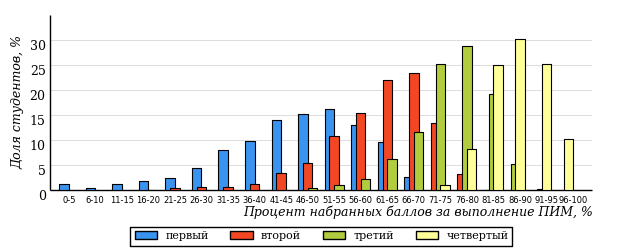 Доля студентов, %
30
25
20
15
10
5
0
0-5 6-10 11-15 16-20 21-25 26-30 31-35 36-40 41-45 46-50 51-55 56-60 61-65 66-70 71-75 76-80 81-85 86-90 91-95 96-100
Процент набранных баллов за выполнение ПИМ, %
первый второй третий четвертый